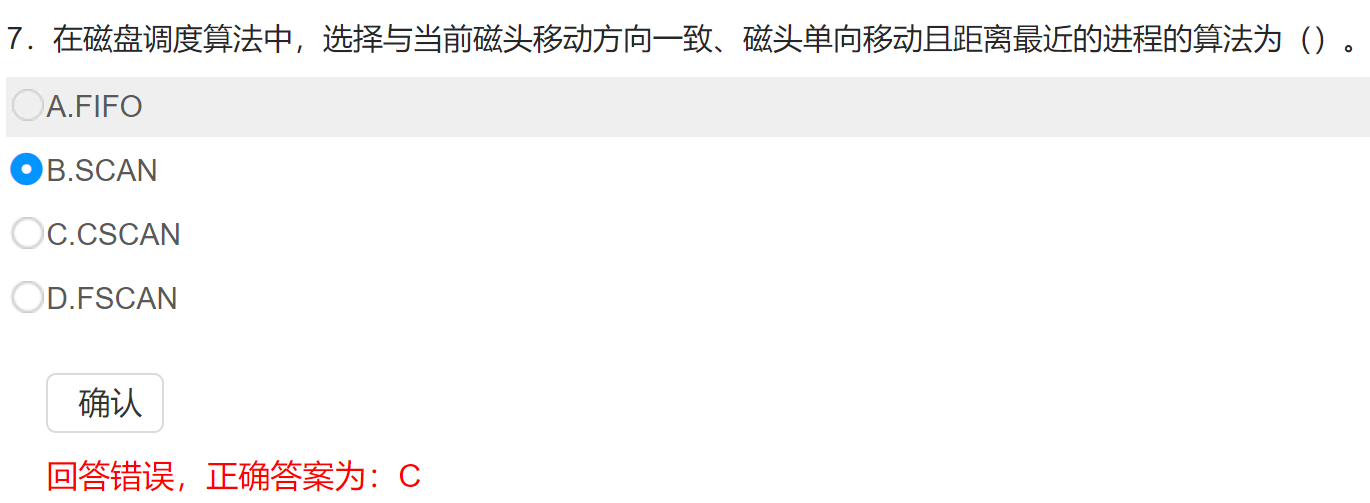 7．在磁盘调度算法中，选择与当前磁头移动方向一致、磁头单向移动且距离最近的进程的算法为（）。
A.FIFO
B.SCAN
C.CSCAN
D.FSCAN
确认
回答错误，正确答案为：C